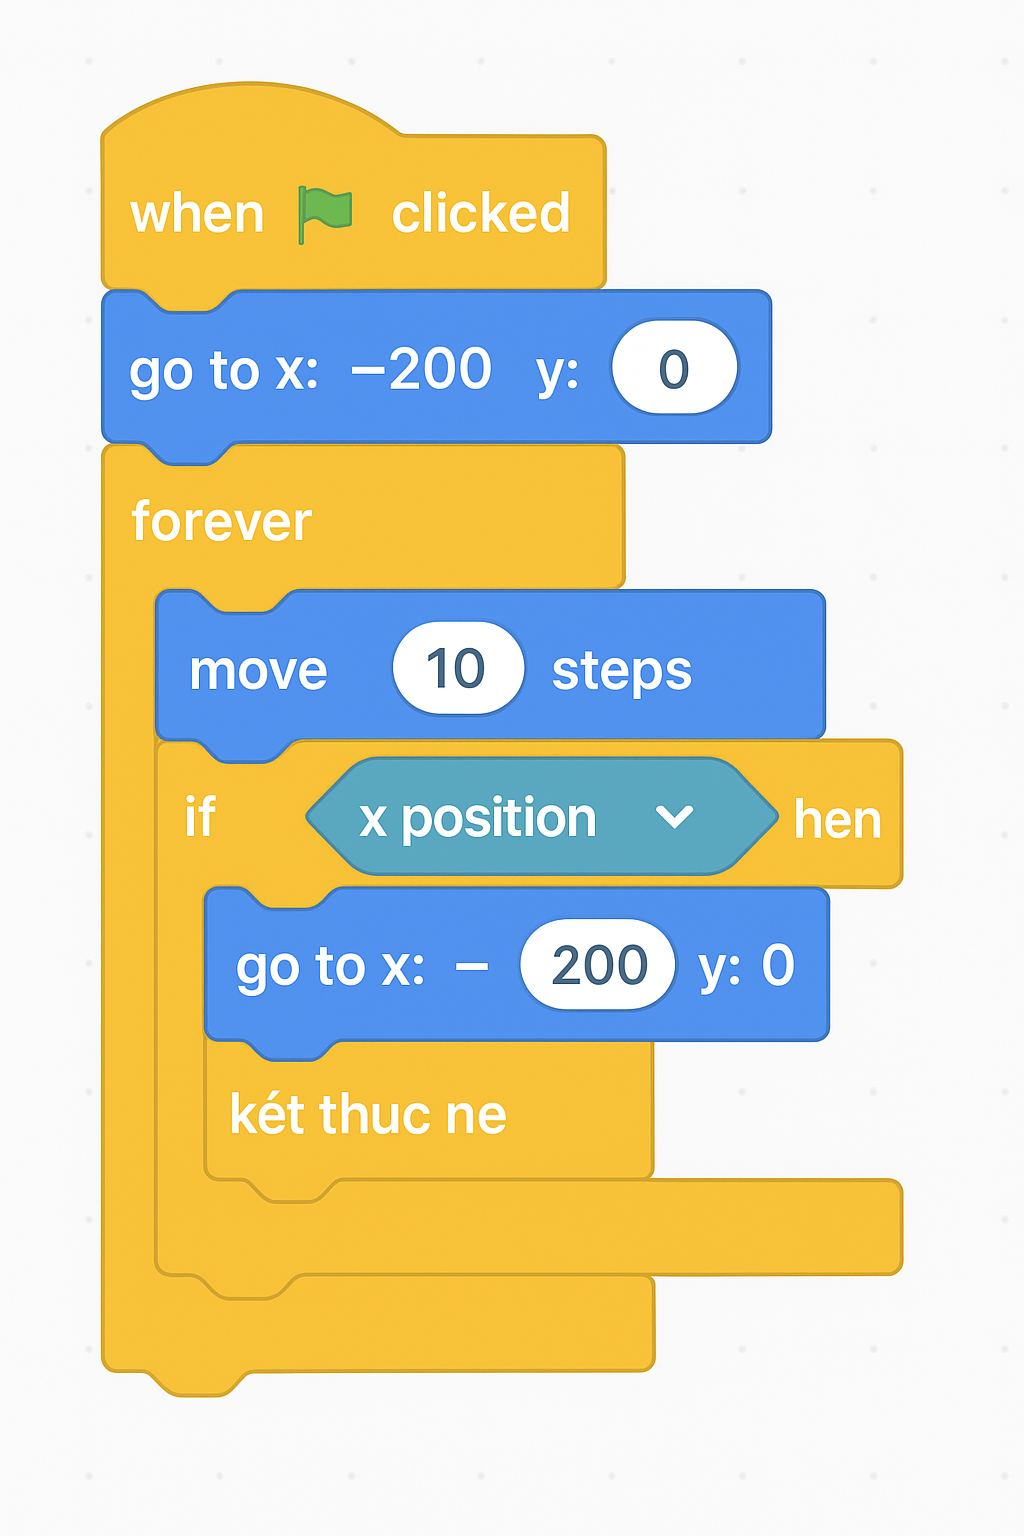 when clicked
go to x: –200 y: 0
forever
move 10 steps
if x position hen
go to x: – 200 y: 0
két thuc ne